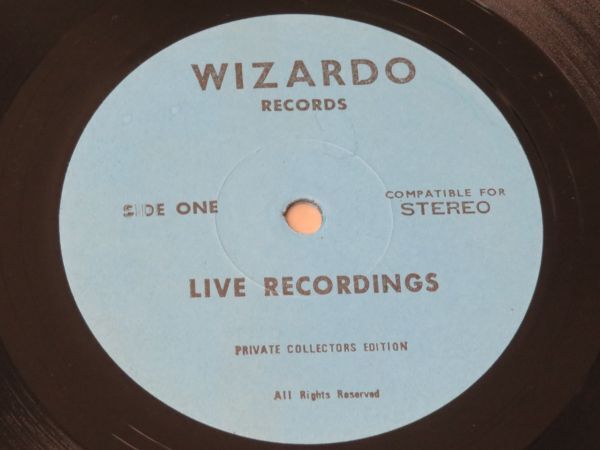 WIZARDO
RECORDS
SIDE ONE
COMPATIBLE FOR
STEREO
LIVE RECORDINGS
PRIVATE COLLECTORS EDITION
All Rights Reserved